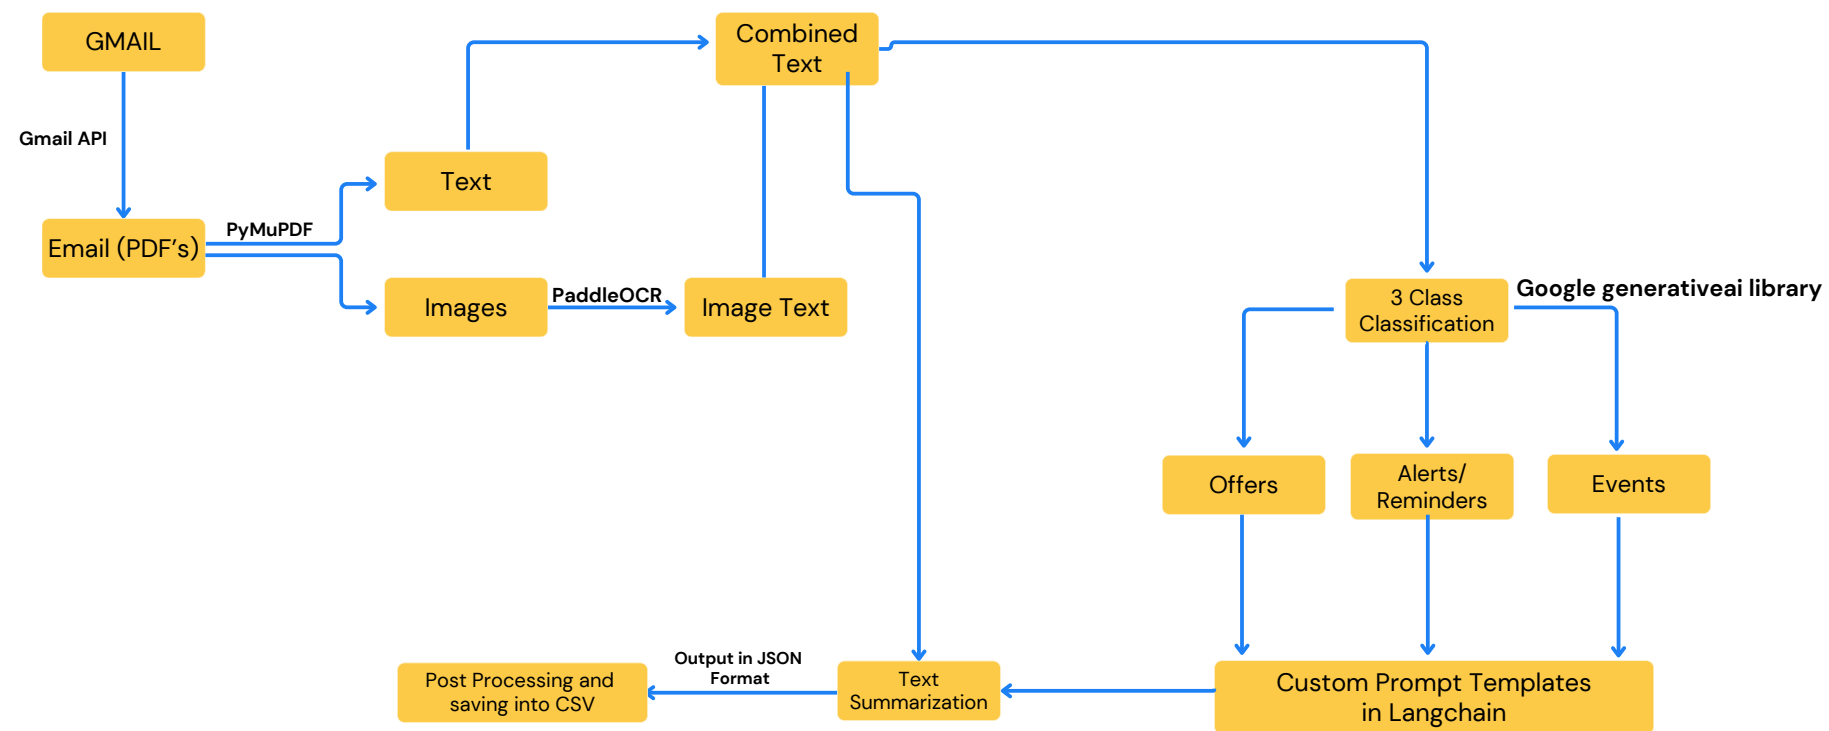 GMAIL
Gmail API
Email (PDF's)
PyMuPDF
Text
Images
PaddleOCR
Image Text
Combined
Text
3 Class
Classification
Google generativeai library
Offers
Alerts/
Reminders
Events
Custom Prompt Templates
in Langchain
Text
Summarization
Output in JSON
Format
Post Processing and
saving into CSV